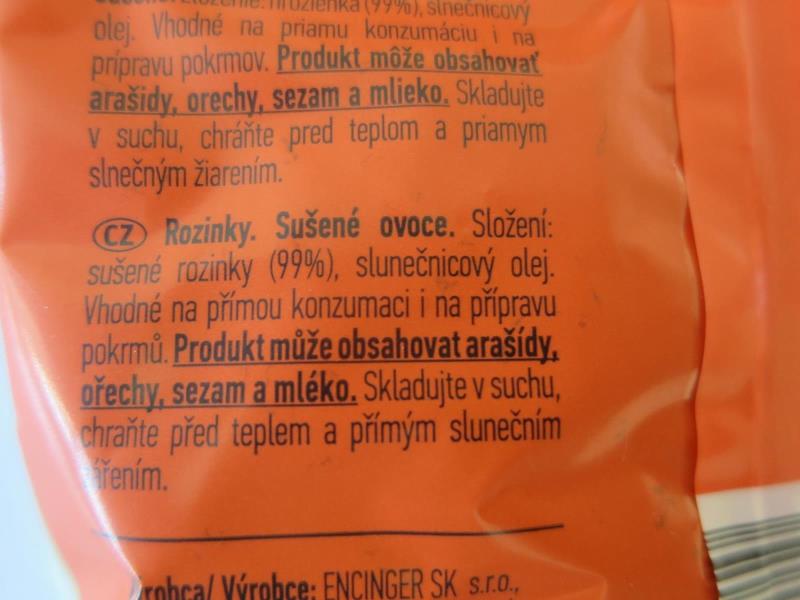 hrozienka (99%), slnečnicový
olej. Vhodné na priamu konzumáciu i na
prípravu pokrmov. Produkt môže obsahovať
arašidy, orechy, sezam a mlieko. Skladujte
v suchu, chráňte pred teplom a priamym
slnečným žiarením.
CZ Rozinky. Sušené ovoce. Složení:
sušené rozinky (99%), slunečnicový olej.
Vhodné na přímou konzumaci i na přípravu
pokrmů. Produkt může obsahovat arašídy,
ořechy, sezam a mléko. Skladujte v suchu,
chraňte před teplem a přímým slunečním
zářením.
Výrobce: ENCINGER SK s.r.o.,